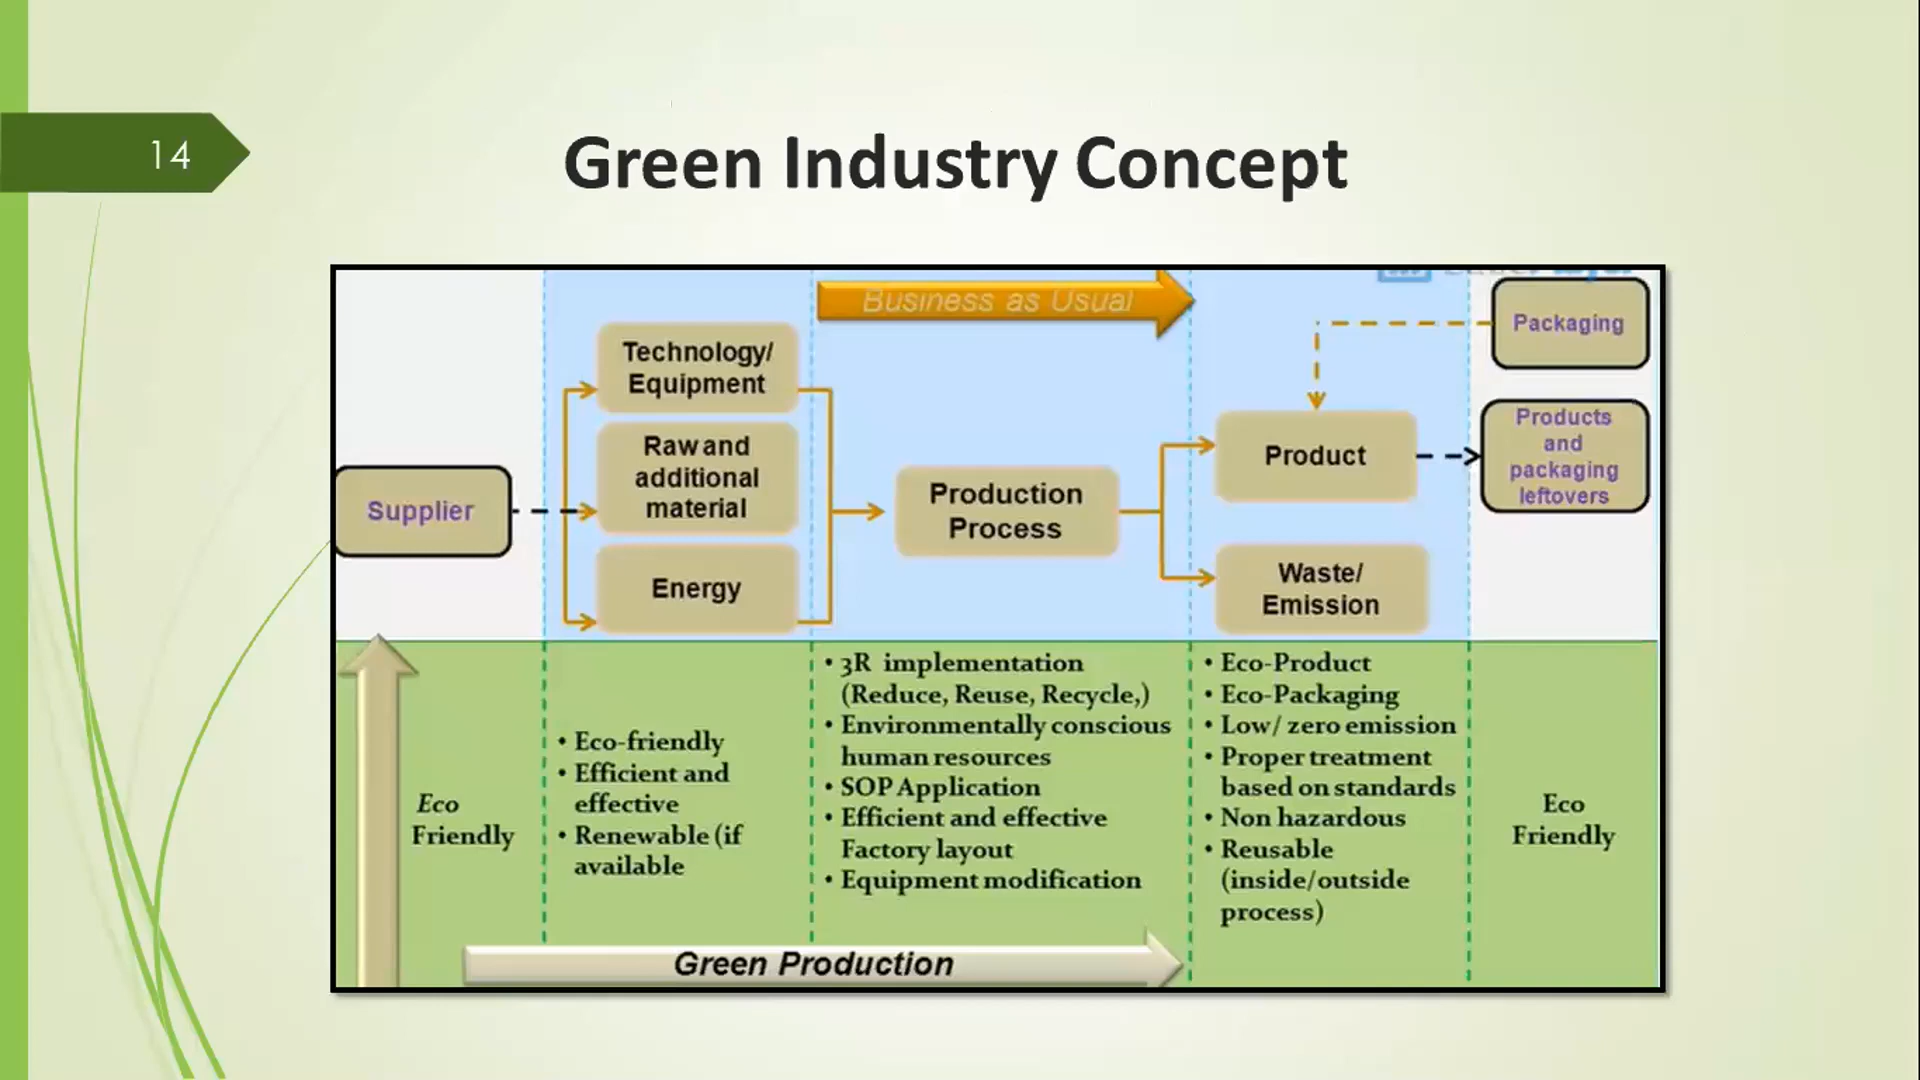 14
Green Industry Concept
Business as Usual
Packaging
Technology/
Equipment
Raw and
additional
material
Energy
Supplier
Production
Process
Product
Products
and
packaging
leftovers
Waste/
Emission
Eco
Friendly
• Eco-friendly
• Efficient and
effective
• Renewable (if
available
• 3R implementation
(Reduce, Reuse, Recycle,)
• Environmentally conscious
human resources
• SOP Application
• Efficient and effective
Factory layout
• Equipment modification
• Eco-Product
• Eco-Packaging
• Low/ zero emission
• Proper treatment
based on standards
• Non hazardous
• Reusable
(inside/outside
process)
Eco
Friendly
Green Production